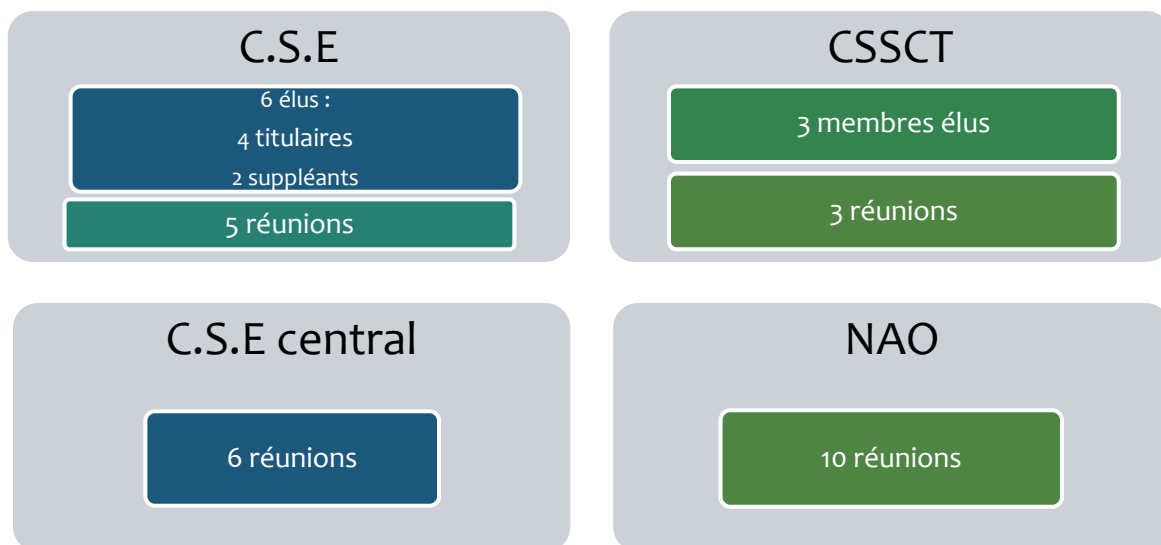 C.S.E
6 élus :
4 titulaires
2 suppléants
5 réunions
CSSCT
3 membres élus
3 réunions
C.S.E central
6 réunions
NAO
10 réunions